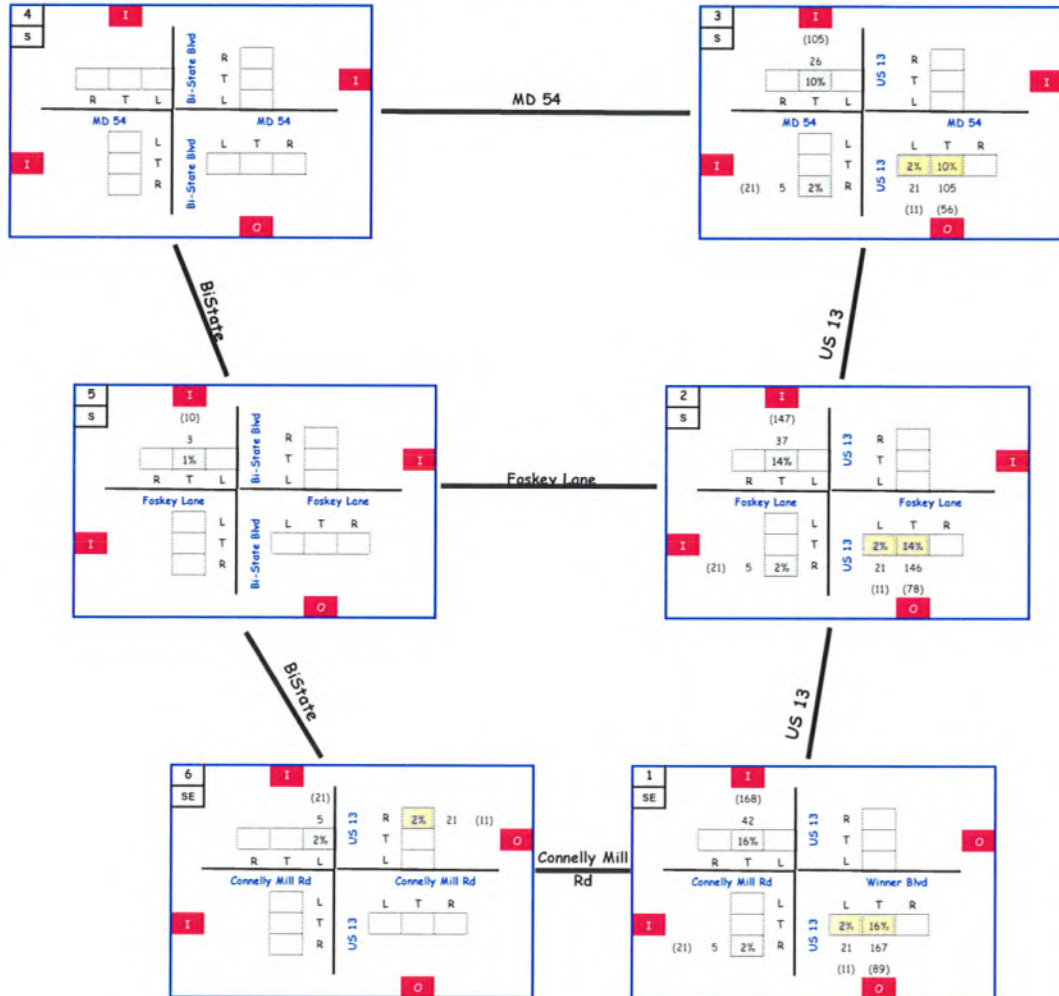 4
S
I
I
I
O
R
T
L
R T L
Bi-State Blvd
MD 54
MD 54
L
T
R
Bi-State Blvd
L T R
MD 54
3
S
I
(105)
26
10%
R T L
US 13
R
T
L
I
MD 54
MD 54
I
L
T
(21) 5 2% R
US 13
L T R
2% 10%
21 105
(11) (56)
O
BiState
US 13
5
S
I
(10)
3
1%
R T L
Bi-State Blvd
R
T
L
I
Foskey Lane
Foskey Lane
I
L
T
R
Bi-State Blvd
L T R
O
Foskey Lane
2
S
I
(147)
37
14%
R T L
US 13
R
T
L
I
Foskey Lane
Foskey Lane
I
L
T
(21) 5 2% R
US 13
L T R
2% 14%
21 146
(11) (78)
O
BiState
US 13
6
SE
I
(21)
5
2%
R T L
US 13
R 2% 21 (11)
T
L
O
Connelly Mill Rd
Connelly Mill Rd
I
L
T
R
US 13
L T R
O
Connelly Mill
Rd
1
SE
I
(168)
42
16%
R T L
US 13
R
T
L
O
Connelly Mill Rd
Winner Blvd
I
L
T
(21) 5 2% R
US 13
L T R
2% 16%
21 167
(11) (89)
O